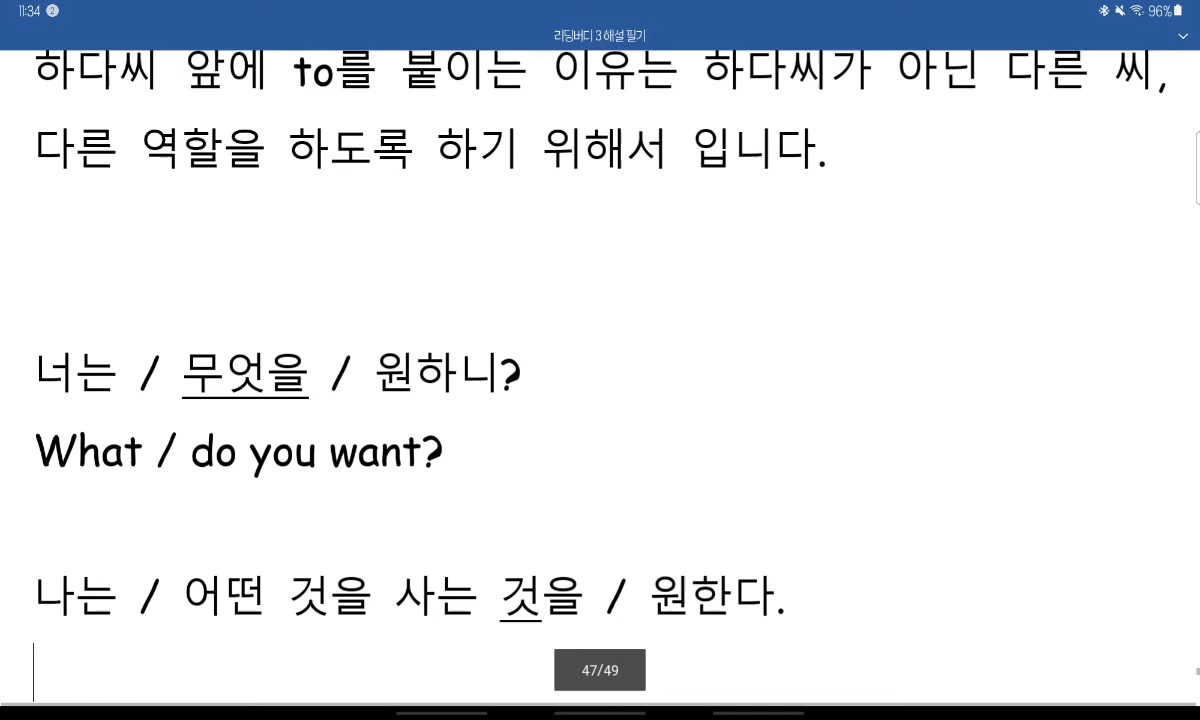 11:34 2 96%
리딩버디 3 해설 필기
하다씨 앞에 to를 붙이는 이유는 하다씨가 아닌 다른 씨,
다른 역할을 하도록 하기 위해서 입니다.
너는 / 무엇을 / 원하니?
What / do you want?
나는 / 어떤 것을 사는 것을 / 원한다.
47/49